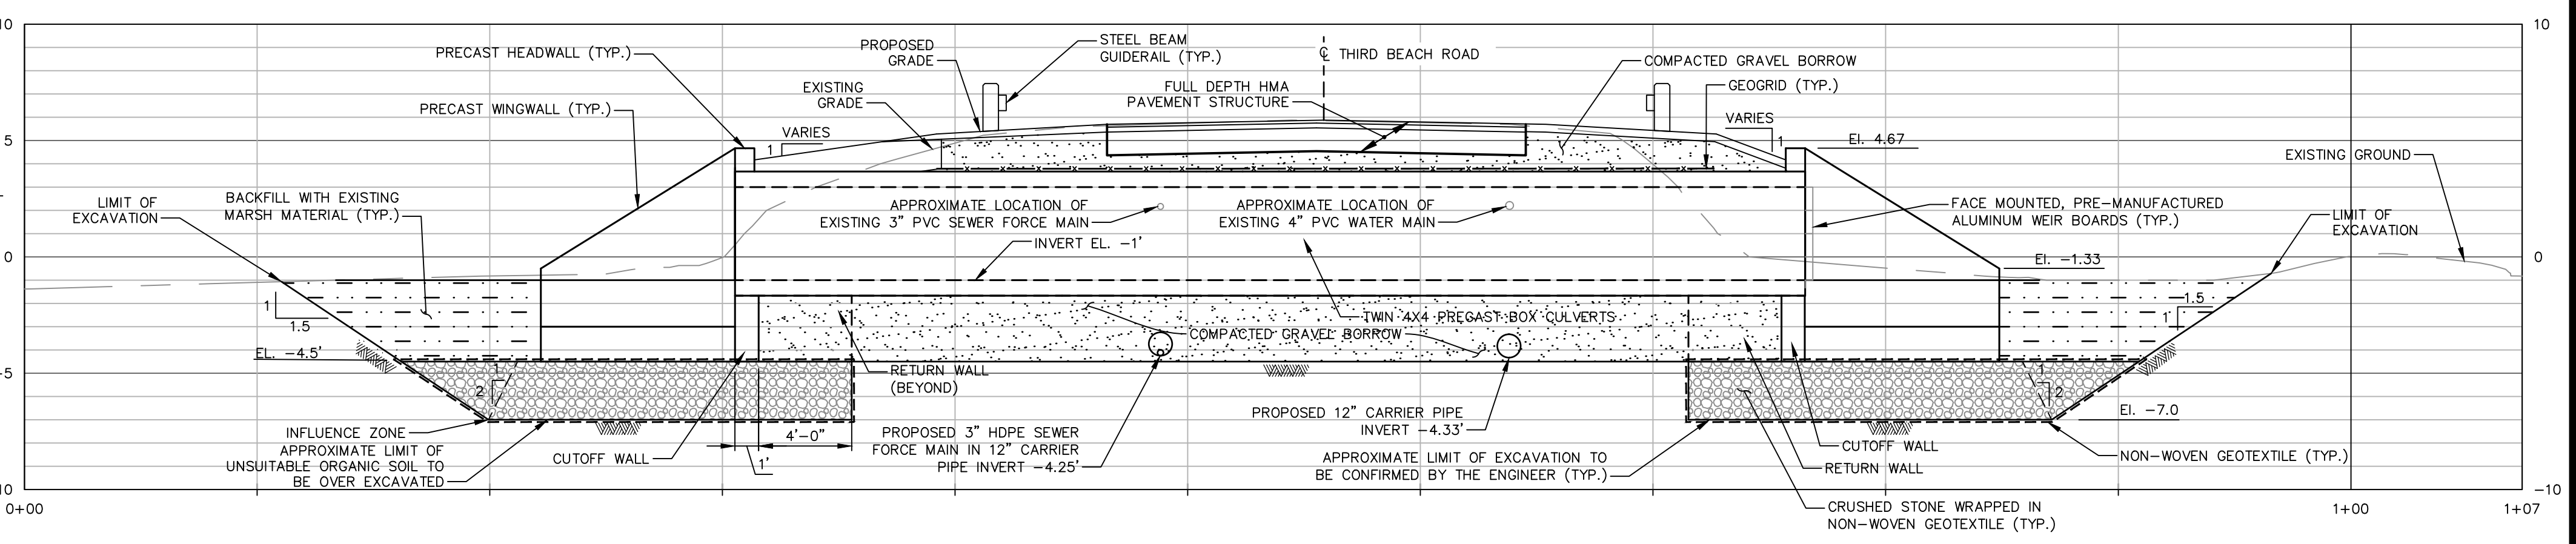 10
10
PRECAST HEADWALL (TYP.)
PROPOSED
GRADE
STEEL BEAM
GUIDERAIL (TYP.)
℄ THIRD BEACH ROAD
COMPACTED GRAVEL BORROW
PRECAST WINGWALL (TYP.)
EXISTING
GRADE
FULL DEPTH HMA
PAVEMENT STRUCTURE
GEOGRID (TYP.)
VARIES
1
VARIES
1
5
5
El. 4.67
EXISTING GROUND
LIMIT OF
EXCAVATION
BACKFILL WITH EXISTING
MARSH MATERIAL (TYP.)
APPROXIMATE LOCATION OF
EXISTING 3" PVC SEWER FORCE MAIN
APPROXIMATE LOCATION OF
EXISTING 4" PVC WATER MAIN
FACE MOUNTED, PRE-MANUFACTURED
ALUMINUM WEIR BOARDS (TYP.)
LIMIT OF
EXCAVATION
INVERT EL. -1'
0
0
El. -1.33
1
1.5
1.5
1
TWIN 4X4 PRECAST BOX CULVERTS
COMPACTED GRAVEL BORROW
EL. -4.5'
-5
-5
1
2
1
2
RETURN WALL
(BEYOND)
El. -7.0
PROPOSED 12" CARRIER PIPE
INVERT -4.33'
INFLUENCE ZONE
APPROXIMATE LIMIT OF
UNSUITABLE ORGANIC SOIL TO
BE OVER EXCAVATED
CUTOFF WALL
4'-0"
1'
PROPOSED 3" HDPE SEWER
FORCE MAIN IN 12" CARRIER
PIPE INVERT -4.25'
APPROXIMATE LIMIT OF EXCAVATION TO
BE CONFIRMED BY THE ENGINEER (TYP.)
CUTOFF WALL
RETURN WALL
NON-WOVEN GEOTEXTILE (TYP.)
CRUSHED STONE WRAPPED IN
NON-WOVEN GEOTEXTILE (TYP.)
10
-10
0+00
1+00
1+07